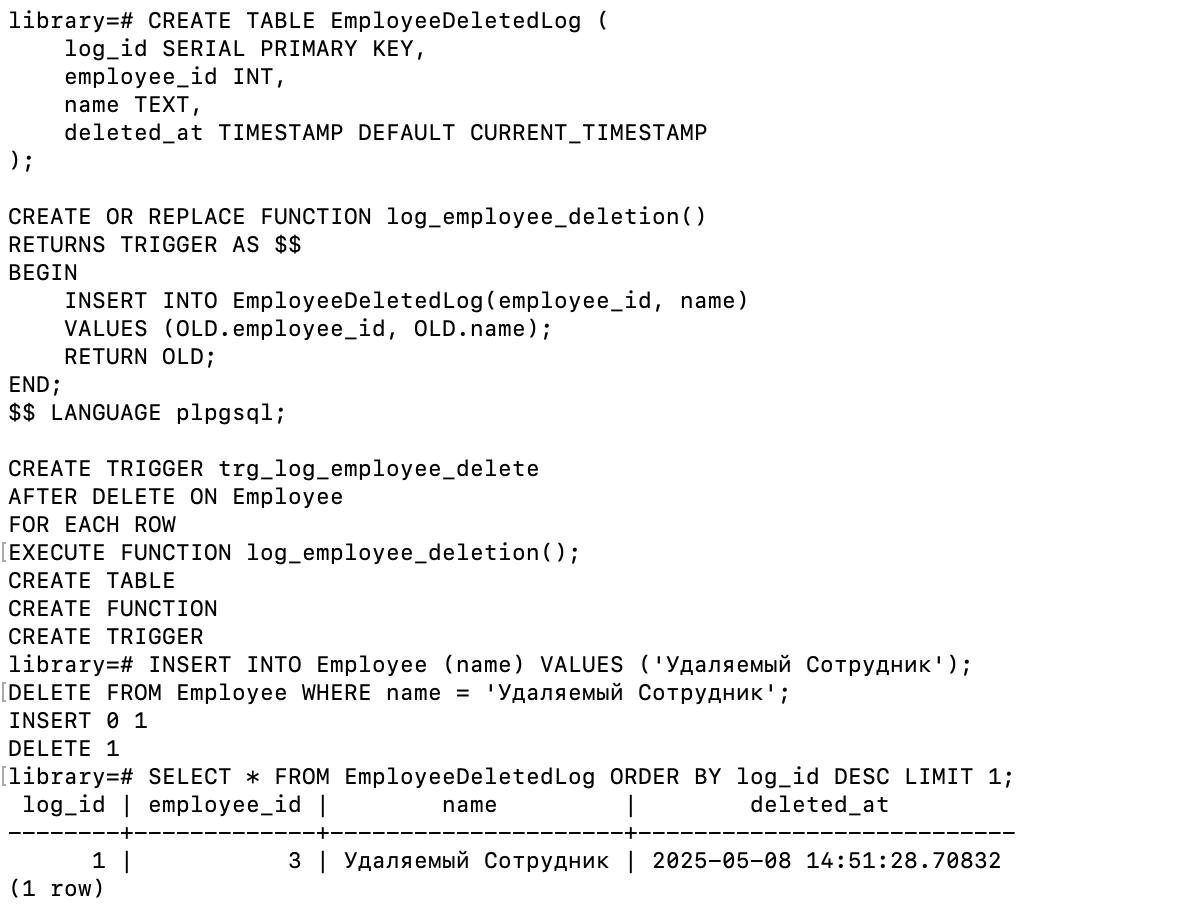 library=# CREATE TABLE EmployeeDeletedLog (
    log_id SERIAL PRIMARY KEY,
    employee_id INT,
    name TEXT,
    deleted_at TIMESTAMP DEFAULT CURRENT_TIMESTAMP
);

CREATE OR REPLACE FUNCTION log_employee_deletion()
RETURNS TRIGGER AS $$
BEGIN
    INSERT INTO EmployeeDeletedLog(employee_id, name)
    VALUES (OLD.employee_id, OLD.name);
    RETURN OLD;
END;
$$ LANGUAGE plpgsql;

CREATE TRIGGER trg_log_employee_delete
AFTER DELETE ON Employee
FOR EACH ROW
[EXECUTE FUNCTION log_employee_deletion();
CREATE TABLE
CREATE FUNCTION
CREATE TRIGGER
library=# INSERT INTO Employee (name) VALUES ('Удаляемый Сотрудник');
[DELETE FROM Employee WHERE name = 'Удаляемый Сотрудник';
INSERT 0 1
DELETE 1
[library=# SELECT * FROM EmployeeDeletedLog ORDER BY log_id DESC LIMIT 1;
 log_id | employee_id |        name         |        deleted_at
--------+-------------+---------------------+---------------------------
      1 |           3 | Удаляемый Сотрудник | 2025-05-08 14:51:28.70832
(1 row)